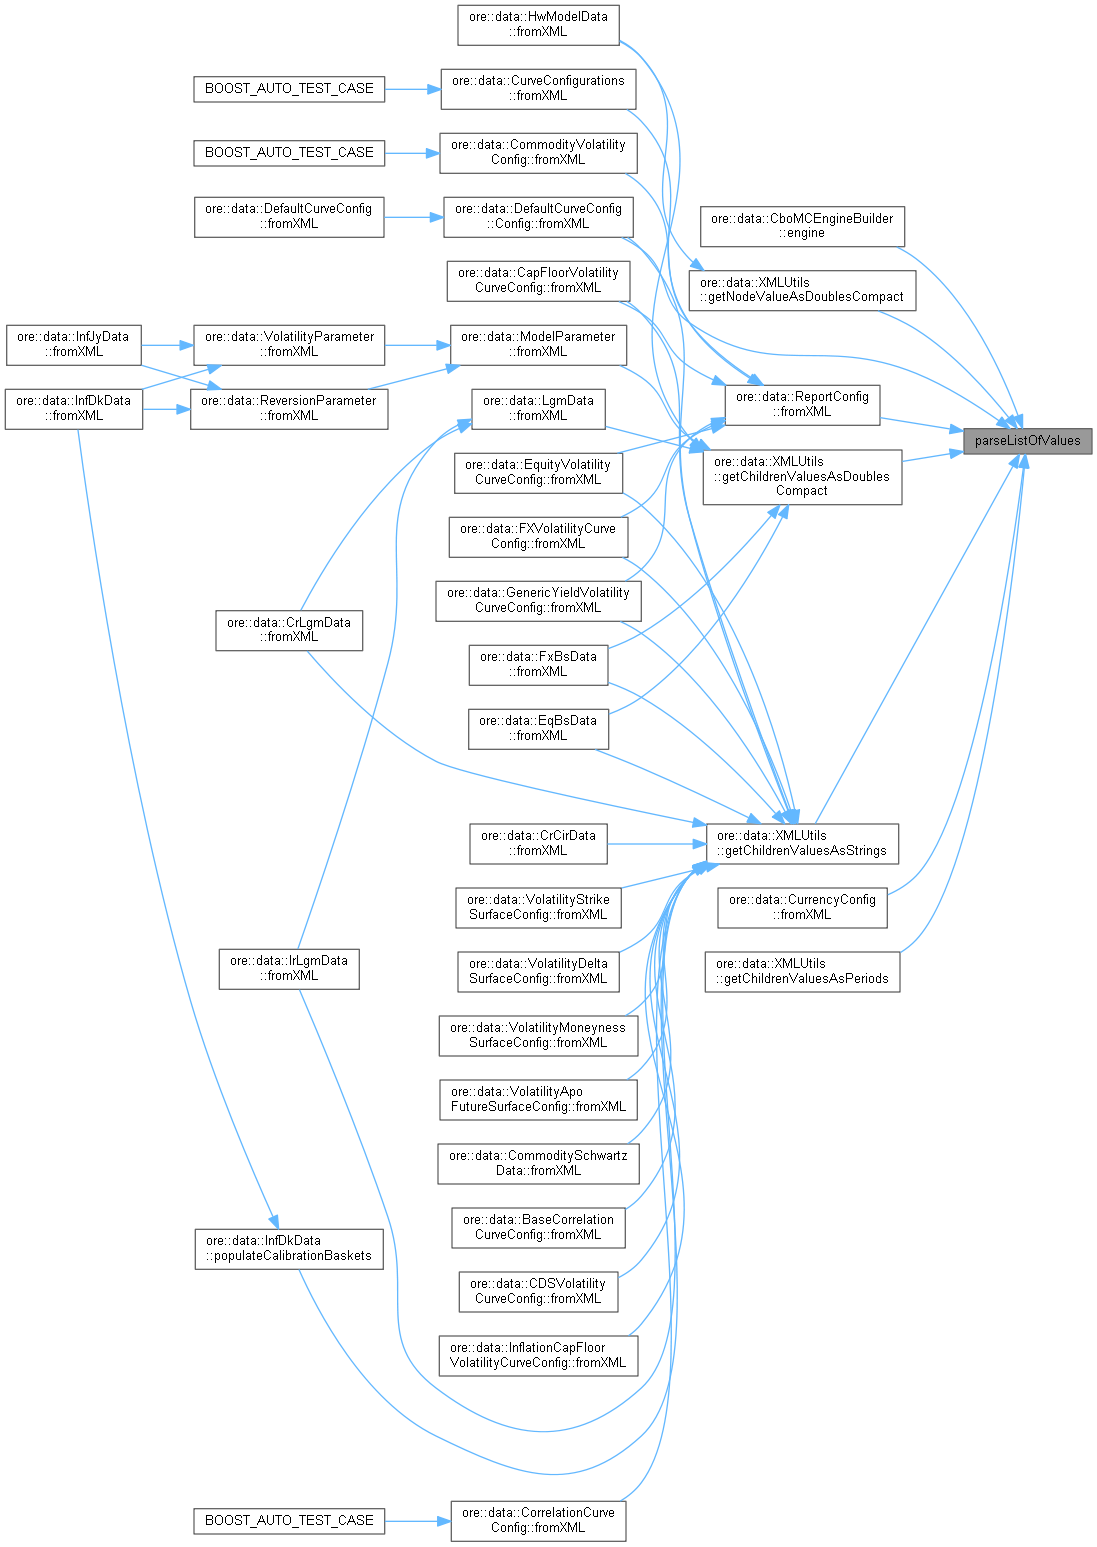 ore::data::HwModelData
::fromXML
BOOST_AUTO_TEST_CASE
ore::data::CurveConfigurations
::fromXML
BOOST_AUTO_TEST_CASE
ore::data::CommodityVolatility
Config::fromXML
ore::data::DefaultCurveConfig
::fromXML
ore::data::DefaultCurveConfig
::Config::fromXML
ore::data::CboMCEngineBuilder
::engine
ore::data::CapFloorVolatility
CurveConfig::fromXML
ore::data::XMLUtils
::getNodeValueAsDoublesCompact
ore::data::InfJyData
::fromXML
ore::data::VolatilityParameter
::fromXML
ore::data::ModelParameter
::fromXML
ore::data::InfDkData
::fromXML
ore::data::ReversionParameter
::fromXML
ore::data::LgmData
::fromXML
ore::data::ReportConfig
::fromXML
parseListOfValues
ore::data::EquityVolatility
CurveConfig::fromXML
ore::data::XMLUtils
::getChildrenValuesAsDoubles
Compact
ore::data::FXVolatilityCurve
Config::fromXML
ore::data::GenericYieldVolatility
CurveConfig::fromXML
ore::data::CrLgmData
::fromXML
ore::data::FxBsData
::fromXML
ore::data::EqBsData
::fromXML
ore::data::CrCirData
::fromXML
ore::data::XMLUtils
::getChildrenValuesAsStrings
ore::data::VolatilityStrike
SurfaceConfig::fromXML
ore::data::CurrencyConfig
::fromXML
ore::data::IrLgmData
::fromXML
ore::data::VolatilityDelta
SurfaceConfig::fromXML
ore::data::XMLUtils
::getChildrenValuesAsPeriods
ore::data::VolatilityMoneyness
SurfaceConfig::fromXML
ore::data::VolatilityApo
FutureSurfaceConfig::fromXML
ore::data::CommoditySchwartz
Data::fromXML
ore::data::BaseCorrelation
CurveConfig::fromXML
ore::data::InfDkData
::populateCalibrationBaskets
ore::data::CDSVolatility
CurveConfig::fromXML
ore::data::InflationCapFloor
VolatilityCurveConfig::fromXML
BOOST_AUTO_TEST_CASE
ore::data::CorrelationCurve
Config::fromXML